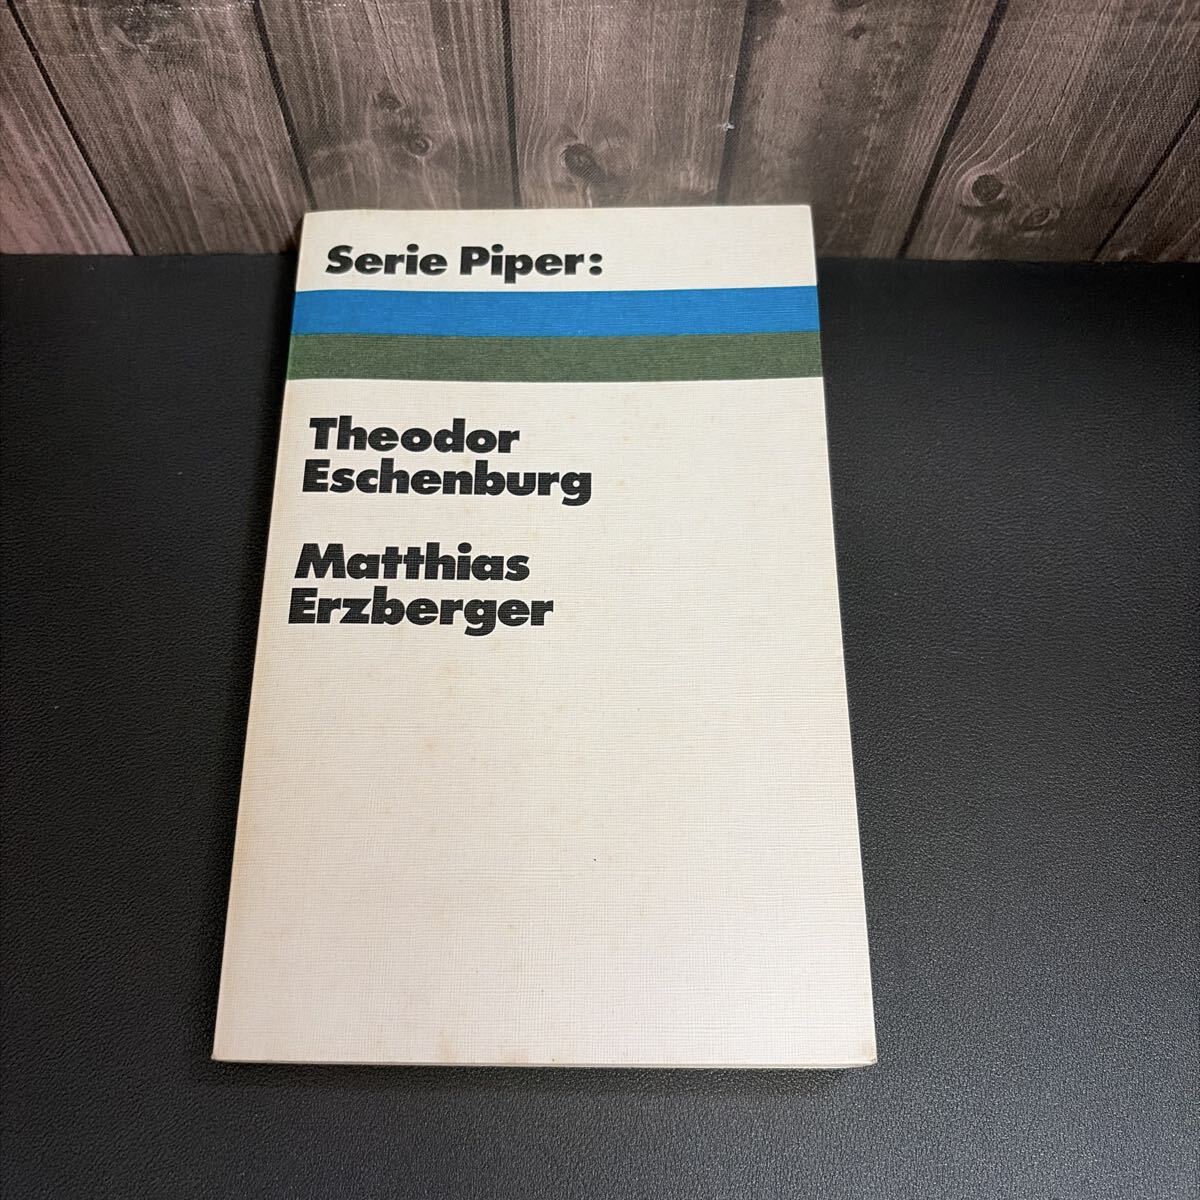 Serie Piper:
Theodor
Eschenburg
Matthias
Erzberger